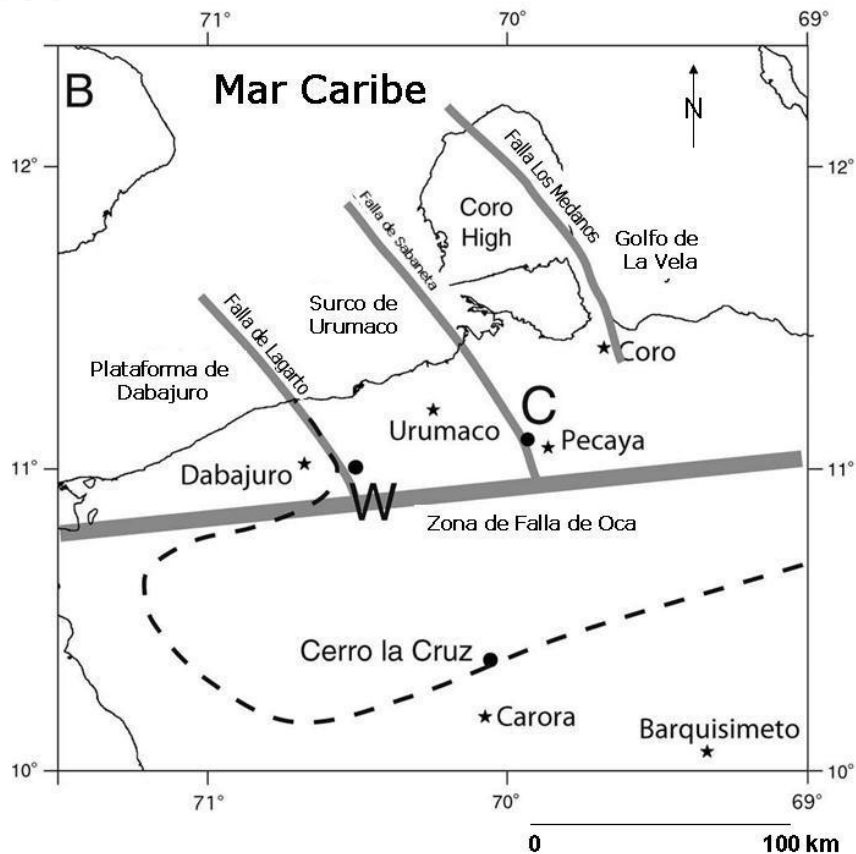 71°
70°
69°
B
Mar Caribe
N
12°
12°
Falla Los Medanos
Falla de Sabaneta
Coro
High
Golfo de
La Vela
Surco de
Urumaco
Falla de Lagarto
Plataforma de
Dabajuro
Coro
C
Urumaco
Pecaya
11°
11°
Dabajuro
W
Zona de Falla de Oca
Cerro la Cruz
Carora
Barquisimeto
10°
10°
71°
70°
69°
0
100 km